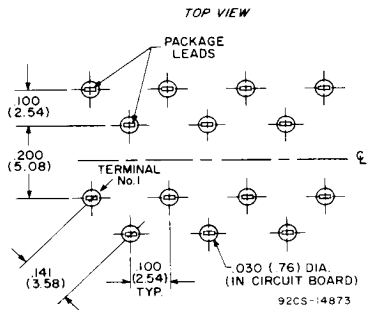 TOP VIEW
PACKAGE
LEADS
.100
(2.54)
.200
(5.08)
TERMINAL
No.1
℄
.141
(3.58)
.100
(2.54)
TYP.
.030 (.76) DIA.
(IN CIRCUIT BOARD)
92CS-14873